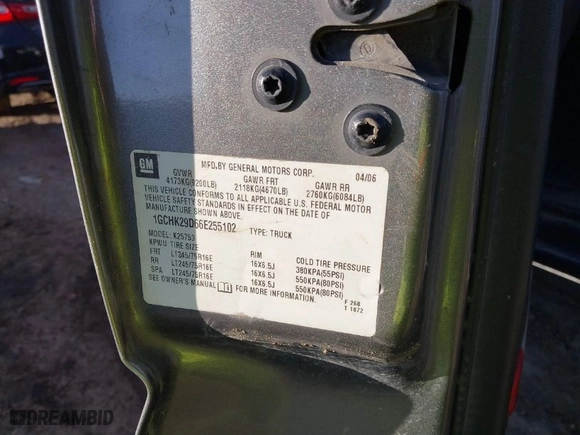 GM
MFD.BY GENERAL MOTORS CORP. 04/06
GVWR GAWR FRT GAWR RR
4173KG(9200LB) 2118KG(4670LB) 2760KG(6084LB)
THIS VEHICLE CONFORMS TO ALL APPLICABLE U.S. FEDERAL MOTOR
VEHICLE SAFETY STANDARDS IN EFFECT ON THE DATE OF
MANUFACTURE SHOWN ABOVE.
1GCHK29D66E255102 TYPE: TRUCK
MODEL: K25753
KPWU TIRE SIZE RIM COLD TIRE PRESSURE
FRT LT245/75R16E 16X6.5J 380KPA(55PSI)
RR LT245/75R16E 16X6.5J 550KPA(80PSI)
SPA LT245/75R16E 16X6.5J 550KPA(80PSI)
SEE OWNER'S MANUAL FOR MORE INFORMATION.
F 268
T 1872
DREAMBID